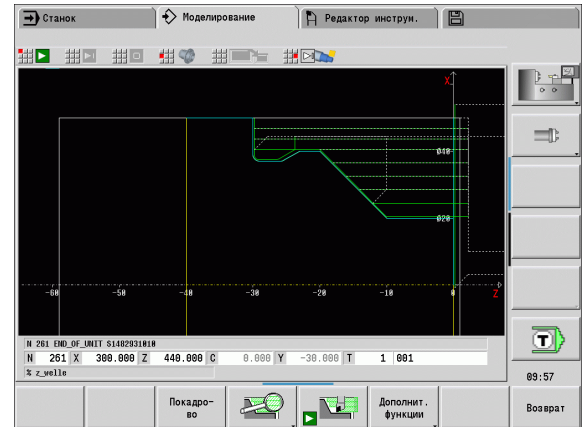 Станок Моделирование Редактор инструм.
X
Ø40
Ø20
-60 -50 -40 -30 -20 -10 0 Z
N 261 END_OF_UNIT S1482931010
N 261 X 300.000 Z 440.000 C 0.000 Y -30.000 T 1 001
% z_welle
T
09:57
Покадро-
во
Дополнит.
функции
Возврат